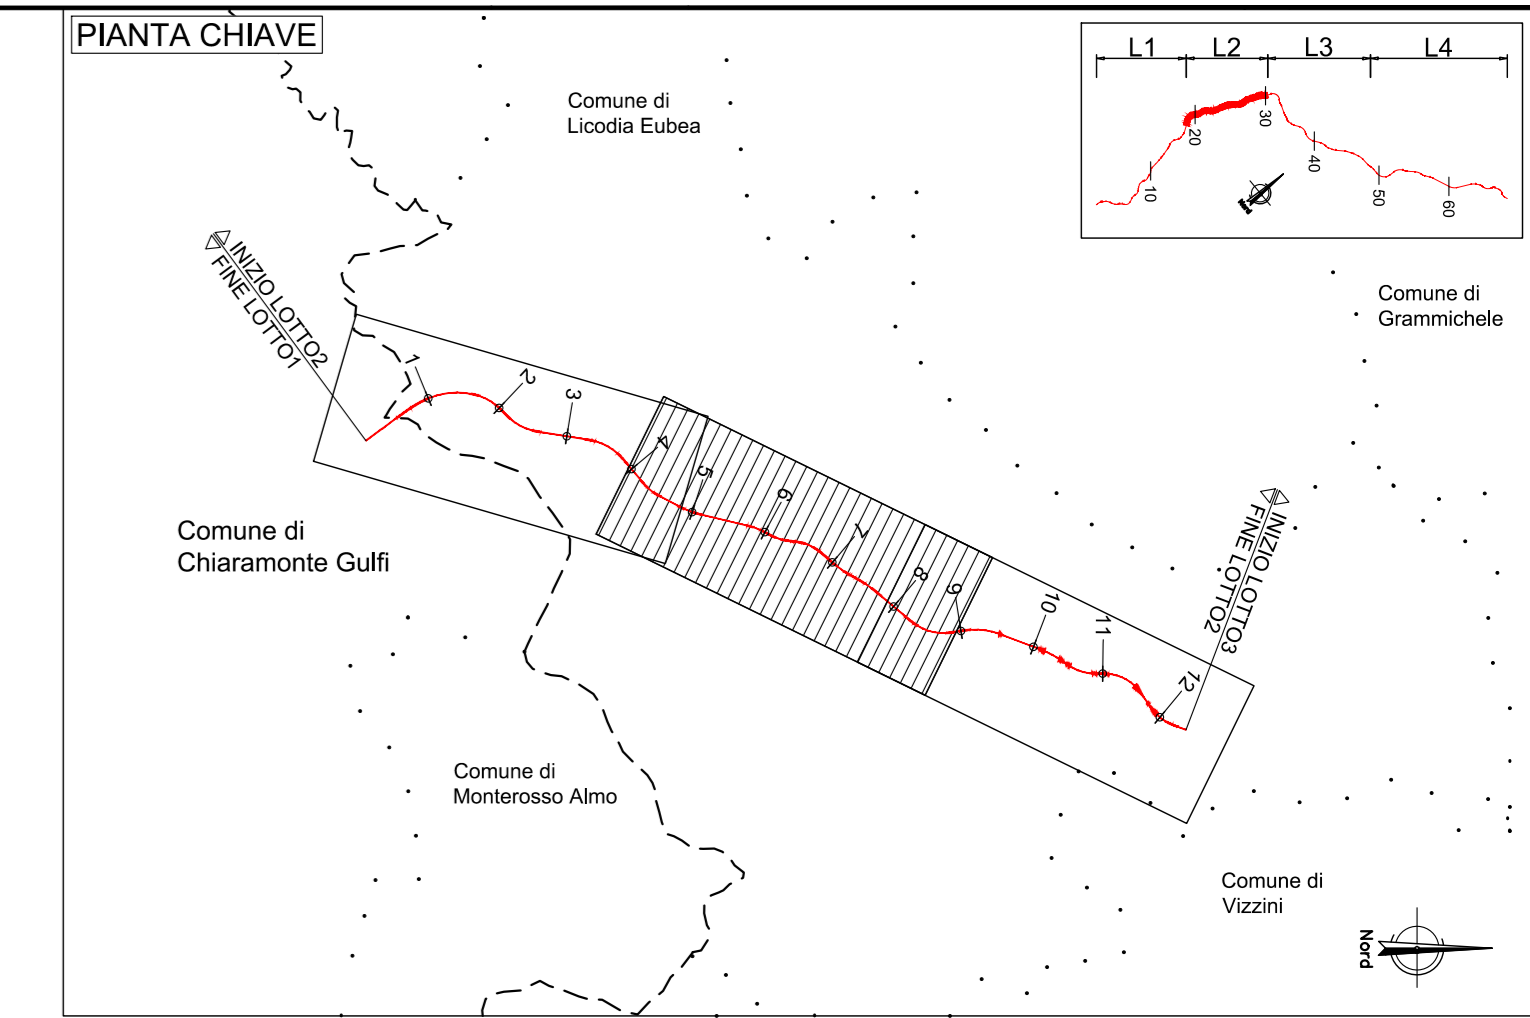 PIANTA CHIAVE
L1 L2 L3 L4
10 20 30 40 50 60
Nord
Comune di
Licodia Eubea
Comune di
Grammichele
INIZIO LOTTO2
FINE LOTTO1
1 2 3 4 5 6 7 8 9 10 11 12
INIZIO LOTTO3
FINE LOTTO2
Comune di
Chiaramonte Gulfi
Comune di
Monterosso Almo
Comune di
Vizzini
Nord